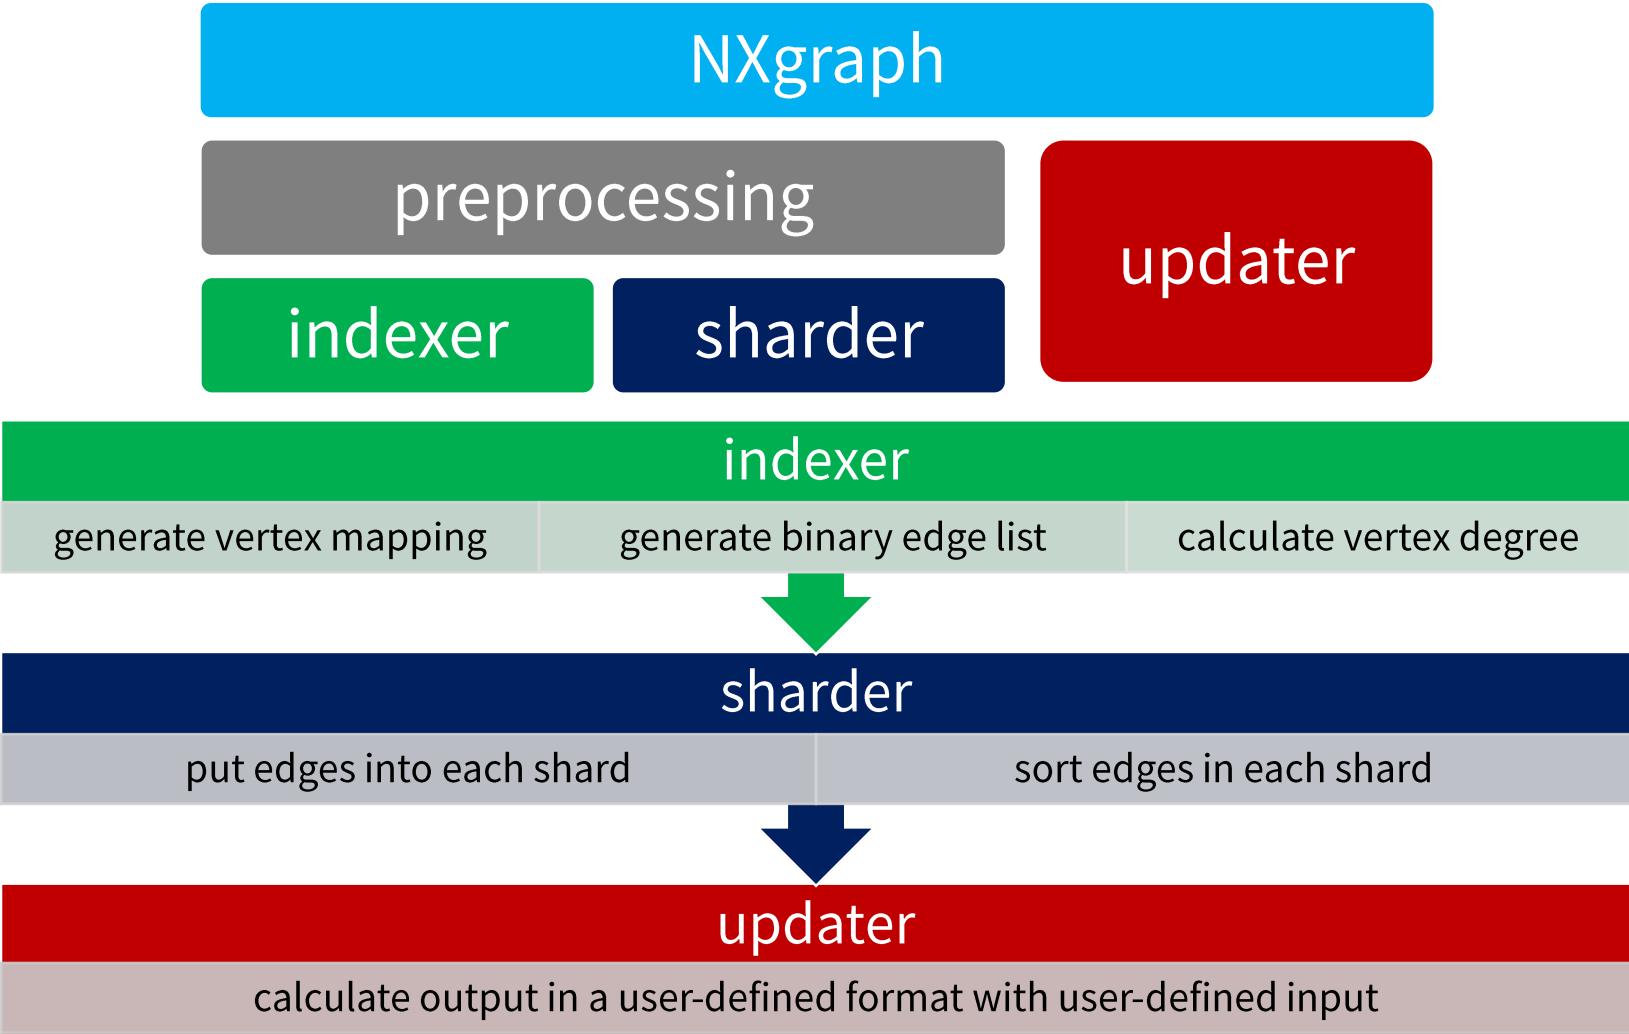 NXgraph
preprocessing
updater
indexer
sharder
indexer
generate vertex mapping
generate binary edge list
calculate vertex degree
sharder
put edges into each shard
sort edges in each shard
updater
calculate output in a user-defined format with user-defined input